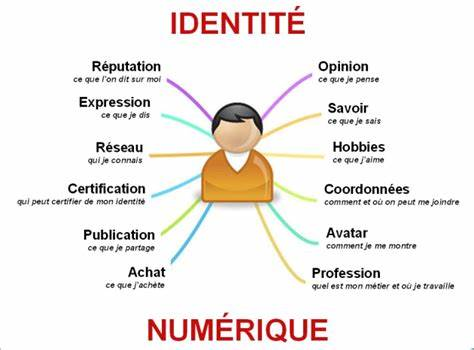 IDENTITÉ
Réputation
ce que l'on dit sur moi
Expression
ce que je dis
Réseau
qui je connais
Certification
qui peut certifier de mon identité
Publication
ce que je partage
Achat
ce que j'achète
Opinion
ce que je pense
Savoir
ce que je sais
Hobbies
ce que j'aime
Coordonnées
comment et où on peut me joindre
Avatar
comment je me montre
Profession
quel est mon métier et où je travaille
NUMÉRIQUE